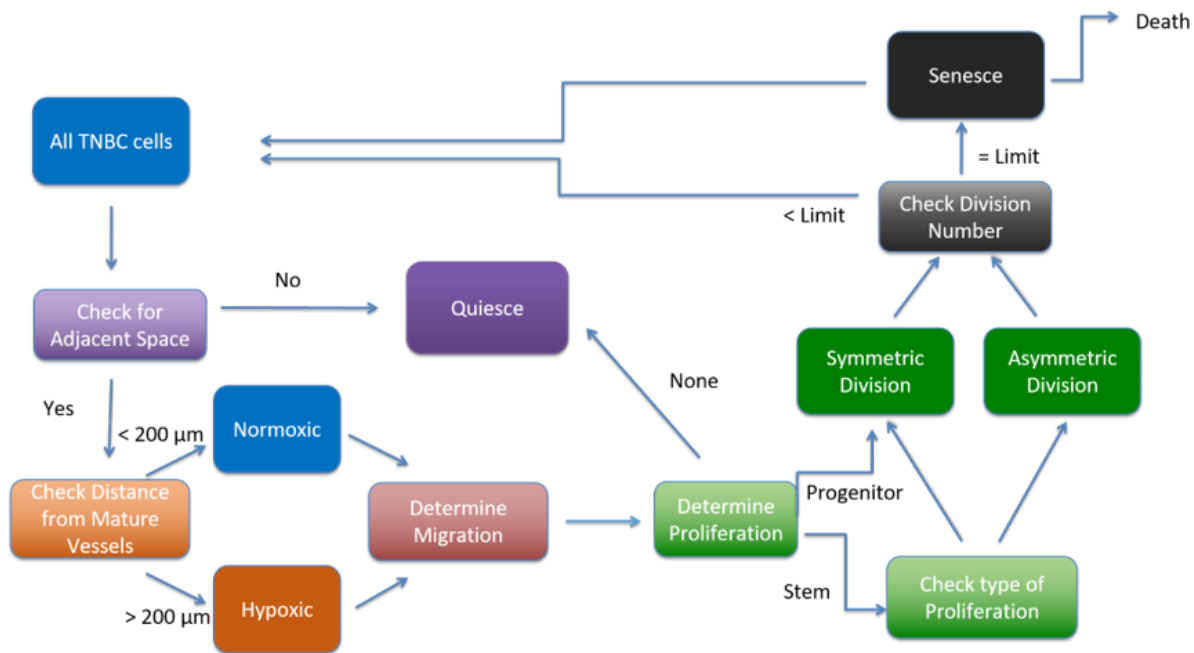 Death
Senesce
All TNBC cells
= Limit
Check Division
Number
< Limit
No
Quiesce
Check for
Adjacent Space
Symmetric
Division
Asymmetric
Division
None
Yes
< 200 µm
Normoxic
Check Distance
from Mature
Vessels
Determine
Migration
Determine
Proliferation
Progenitor
Stem
Check type of
Proliferation
Hypoxic
> 200 µm